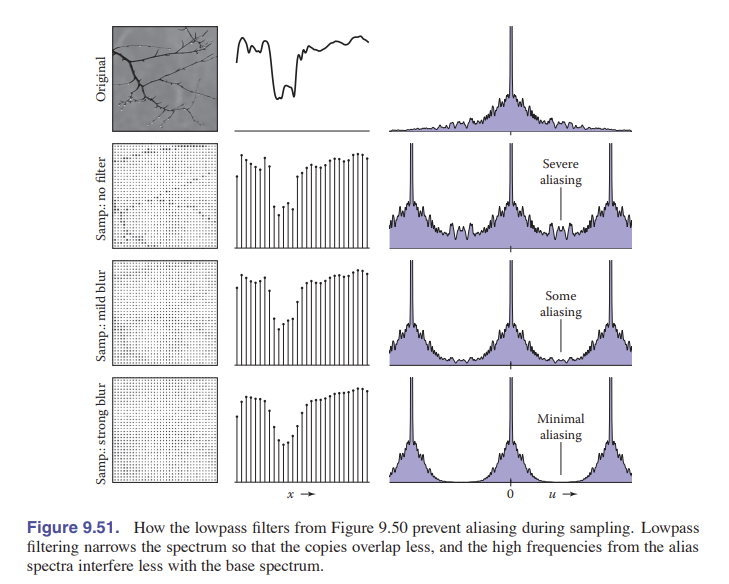 Original
Samp.: no filter
Severe
aliasing
Samp.: mild blur
Some
aliasing
Samp.: strong blur
Minimal
aliasing
x →
0
u →
Figure 9.51. How the lowpass filters from Figure 9.50 prevent aliasing during sampling. Lowpass
filtering narrows the spectrum so that the copies overlap less, and the high frequencies from the alias
spectra interfere less with the base spectrum.